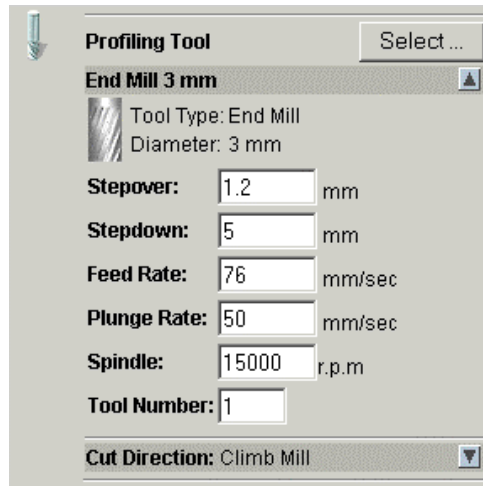 Profiling Tool Select ...
End Mill 3 mm
Tool Type: End Mill
Diameter: 3 mm
Stepover: 1.2 mm
Stepdown: 5 mm
Feed Rate: 76 mm/sec
Plunge Rate: 50 mm/sec
Spindle: 15000 r.p.m
Tool Number: 1
Cut Direction: Climb Mill